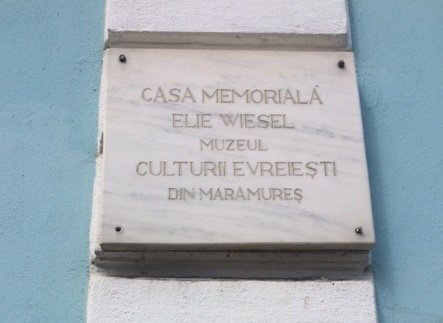 CASA MEMORIALĂ
ELIE WIESEL
MUZEUL
CULTURII EVREIEŞTI
DIN MARAMUREŞ